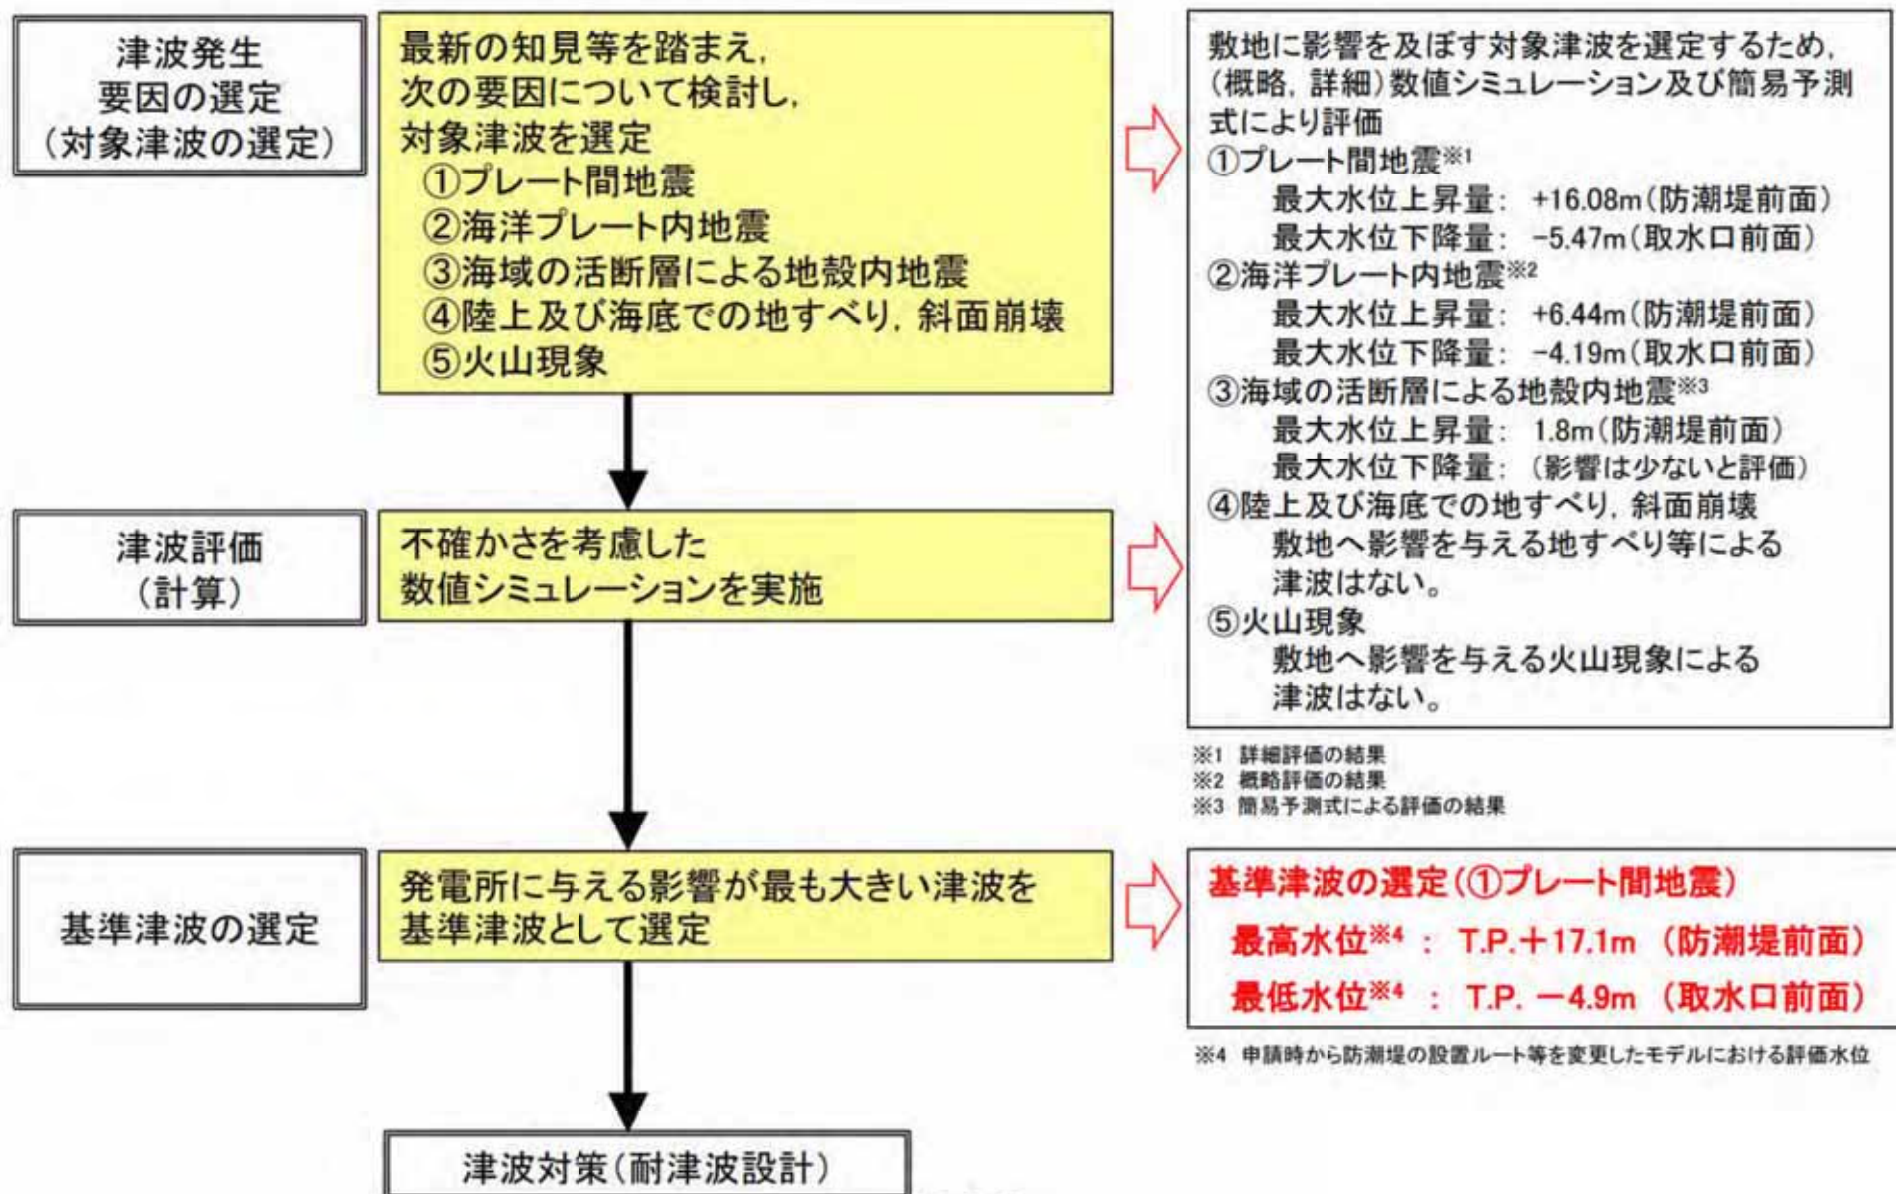 津波発生
要因の選定
（対象津波の選定）
最新の知見等を踏まえ,
次の要因について検討し,
対象津波を選定
①プレート間地震
②海洋プレート内地震
③海域の活断層による地殻内地震
④陸上及び海底での地すべり, 斜面崩壊
⑤火山現象
敷地に影響を及ぼす対象津波を選定するため,
（概略, 詳細）数値シミュレーション及び簡易予測
式により評価
①プレート間地震※1
最大水位上昇量： +16.08m（防潮堤前面）
最大水位下降量： -5.47m（取水口前面）
②海洋プレート内地震※2
最大水位上昇量： +6.44m（防潮堤前面）
最大水位下降量： -4.19m（取水口前面）
③海域の活断層による地殻内地震※3
最大水位上昇量： 1.8m（防潮堤前面）
最大水位下降量：（影響は少ないと評価）
④陸上及び海底での地すべり, 斜面崩壊
敷地へ影響を与える地すべり等による
津波はない。
⑤火山現象
敷地へ影響を与える火山現象による
津波はない。
※1 詳細評価の結果
※2 概略評価の結果
※3 簡易予測式による評価の結果
津波評価
（計算）
不確かさを考慮した
数値シミュレーションを実施
基準津波の選定
発電所に与える影響が最も大きい津波を
基準津波として選定
基準津波の選定（①プレート間地震）
最高水位※4 ： T.P.＋17.1m （防潮堤前面）
最低水位※4 ： T.P. －4.9m （取水口前面）
※4 申請時から防潮堤の設置ルート等を変更したモデルにおける評価水位
津波対策（耐津波設計）